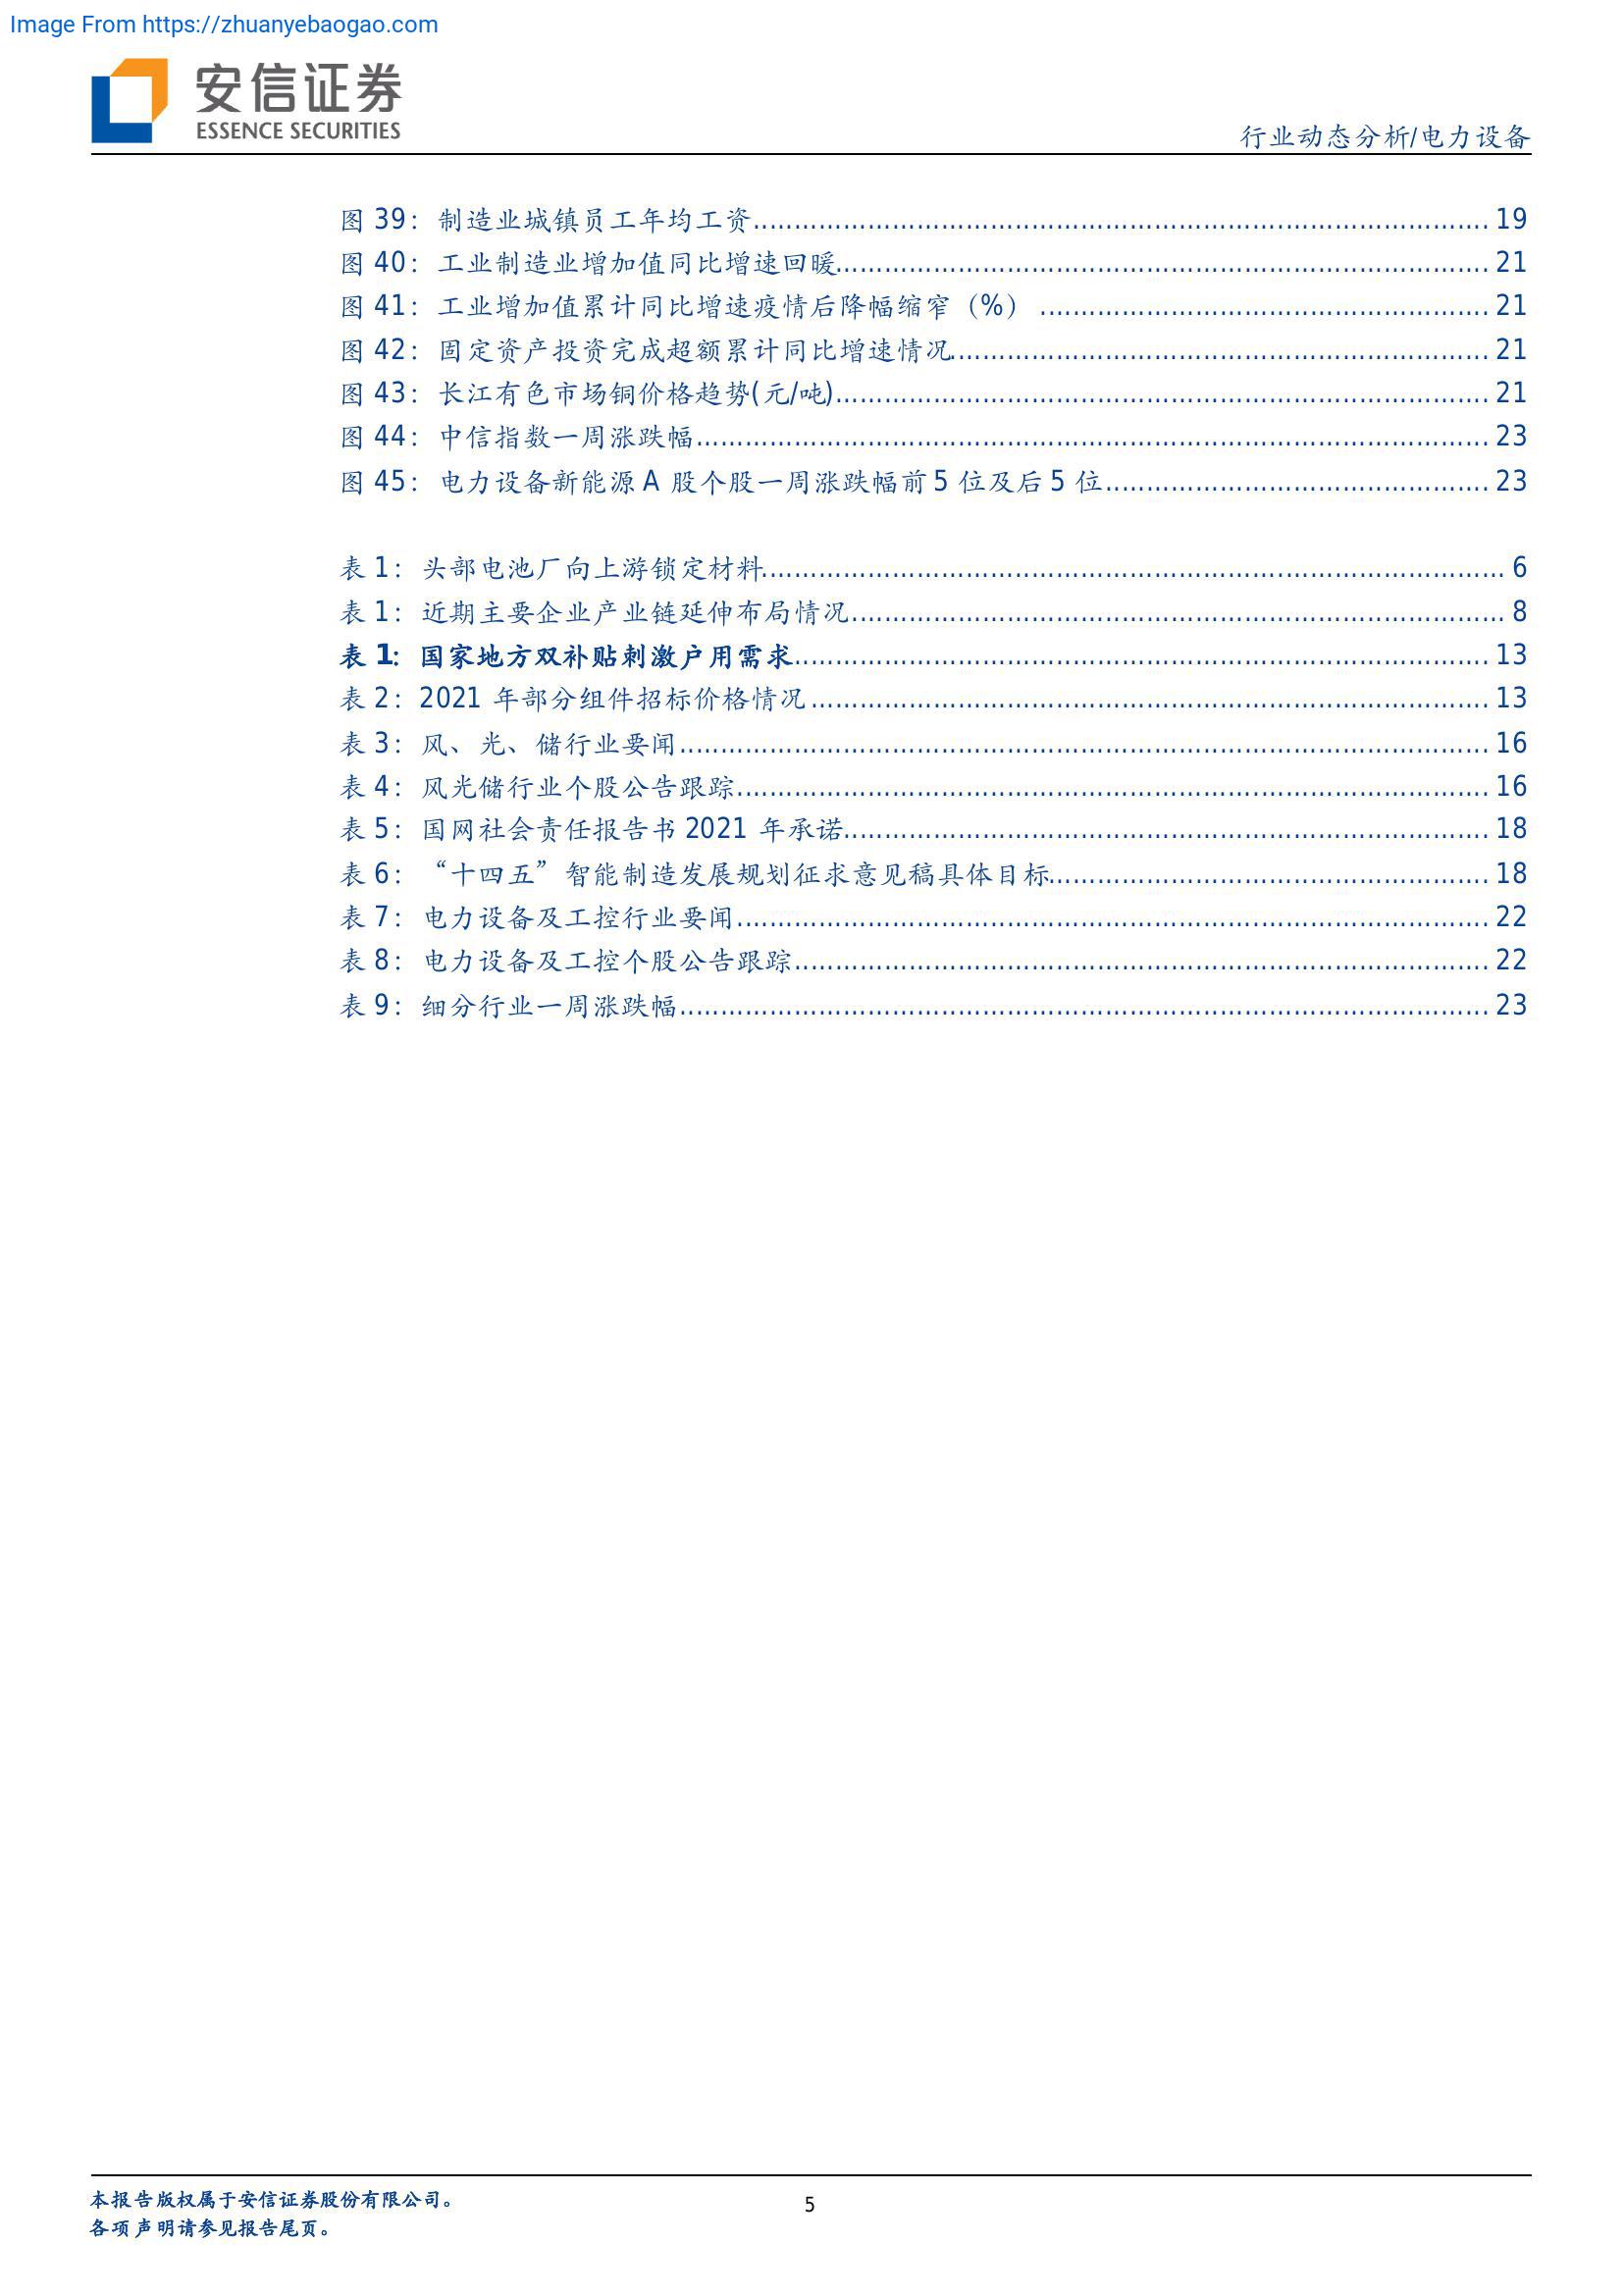 Image From https://zhuanyebaogao.com
安信证券
ESSENCE SECURITIES
行业动态分析/电力设备
图 39：制造业城镇员工年均工资 19
图 40：工业制造业增加值同比增速回暖 21
图 41：工业增加值累计同比增速疫情后降幅缩窄（%） 21
图 42：固定资产投资完成超额累计同比增速情况 21
图 43：长江有色市场铜价格趋势(元/吨) 21
图 44：中信指数一周涨跌幅 23
图 45：电力设备新能源 A 股个股一周涨跌幅前 5 位及后 5 位 23
表 1：头部电池厂向上游锁定材料 6
表 1：近期主要企业产业链延伸布局情况 8
表 1：国家地方双补贴刺激户用需求 13
表 2：2021 年部分组件招标价格情况 13
表 3：风、光、储行业要闻 16
表 4：风光储行业个股公告跟踪 16
表 5：国网社会责任报告书 2021 年承诺 18
表 6：“十四五”智能制造发展规划征求意见稿具体目标 18
表 7：电力设备及工控行业要闻 22
表 8：电力设备及工控个股公告跟踪 22
表 9：细分行业一周涨跌幅 23
本报告版权属于安信证券股份有限公司。
各项声明请参见报告尾页。
5